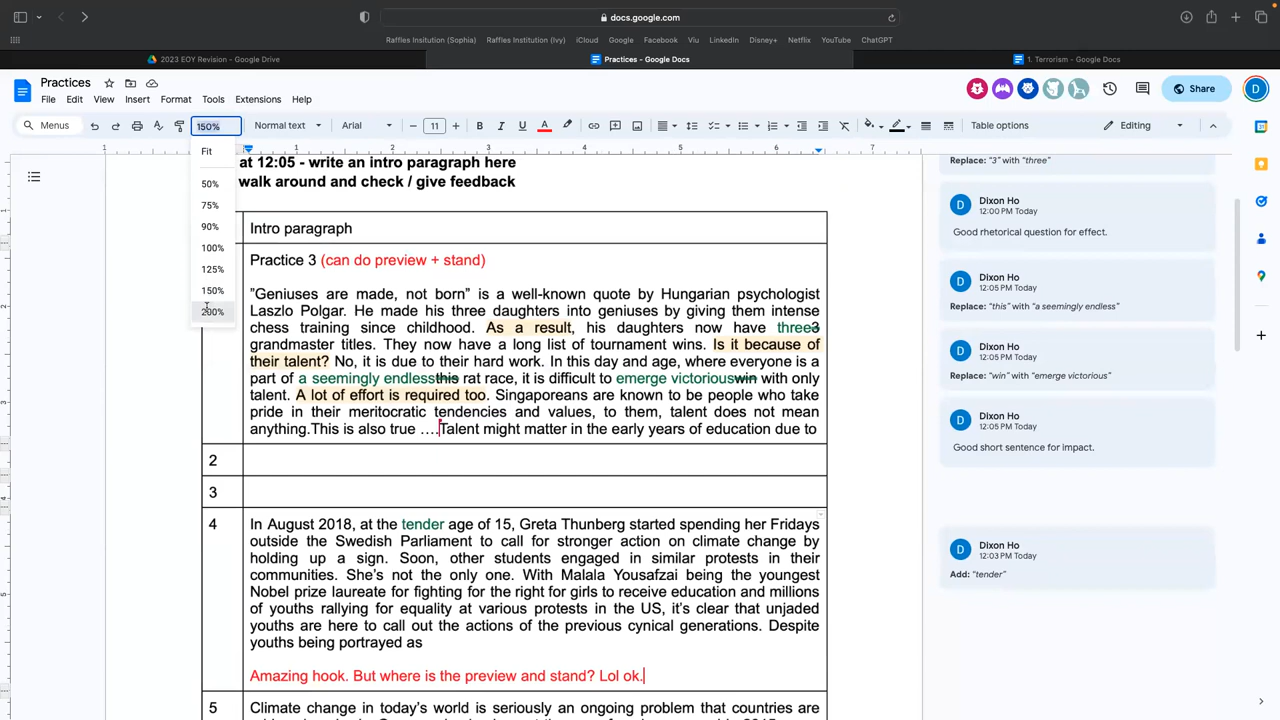 docs.google.com
Raffles Insitution (Sophia) Raffles Institution (Ivy) iCloud Google Facebook Viu LinkedIn Disney+ Netflix YouTube ChatGPT
2023 EOY Revision - Google Drive Practices - Google Docs 1. Terrorism - Google Docs
Practices
File Edit View Insert Format Tools Extensions Help
Share
Menus 150% Normal text Arial 11 Table options Editing
Fit
50%
75%
90%
100%
125%
150%
200%
1 1 2 3 4 5 6 7
at 12:05 - write an intro paragraph here
walk around and check / give feedback
Intro paragraph
Practice 3 (can do preview + stand)
"Geniuses are made, not born" is a well-known quote by Hungarian psychologist
Laszlo Polgar. He made his three daughters into geniuses by giving them intense
chess training since childhood. As a result, his daughters now have three3
grandmaster titles. They now have a long list of tournament wins. Is it because of
their talent? No, it is due to their hard work. In this day and age, where everyone is a
part of a seemingly endlessthis rat race, it is difficult to emerge victoriouswin with only
talent. A lot of effort is required too. Singaporeans are known to be people who take
pride in their meritocratic tendencies and values, to them, talent does not mean
anything.This is also true ….Talent might matter in the early years of education due to
2
3
4 In August 2018, at the tender age of 15, Greta Thunberg started spending her Fridays
outside the Swedish Parliament to call for stronger action on climate change by
holding up a sign. Soon, other students engaged in similar protests in their
communities. She's not the only one. With Malala Yousafzai being the youngest
Nobel prize laureate for fighting for the right for girls to receive education and millions
of youths rallying for equality at various protests in the US, it's clear that unjaded
youths are here to call out the actions of the previous cynical generations. Despite
youths being portrayed as
Amazing hook. But where is the preview and stand? Lol ok.
5 Climate change in today's world is seriously an ongoing problem that countries are
Replace: "3" with "three"
D Dixon Ho
12:00 PM Today
Good rhetorical question for effect.
D Dixon Ho
12:05 PM Today
Replace: "this" with "a seemingly endless"
D Dixon Ho
12:05 PM Today
Replace: "win" with "emerge victorious"
D Dixon Ho
12:05 PM Today
Good short sentence for impact.
D Dixon Ho
12:03 PM Today
Add: "tender"